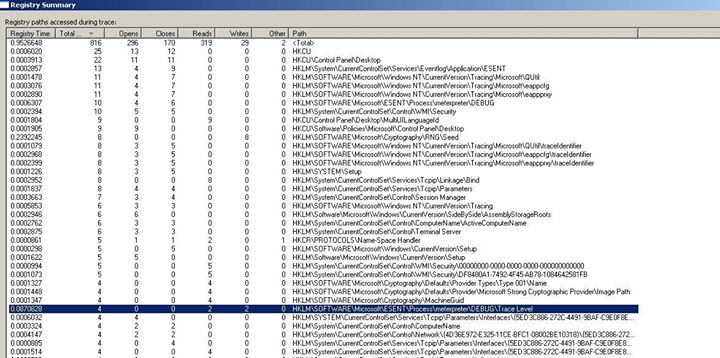 Registry Summary
Registry paths accessed during trace:
Registry Time Total ... Opens Closes Reads Writes Other Path
0.9526648 816 296 170 319 29 2 <Total>
0.0006020 25 13 12 0 0 0 HKCU
0.0003913 22 11 11 0 0 0 HKCU\Control Panel\Desktop
0.0002857 13 4 9 0 0 0 HKLM\System\CurrentControlSet\Services\Eventlog\Application\ESENT
0.0001478 11 4 7 0 0 0 HKLM\SOFTWARE\Microsoft\Windows NT\CurrentVersion\Tracing\Microsoft\QUtil
0.0003076 11 4 7 0 0 0 HKLM\SOFTWARE\Microsoft\Windows NT\CurrentVersion\Tracing\Microsoft\eappcfg
0.0002890 11 4 7 0 0 0 HKLM\SOFTWARE\Microsoft\Windows NT\CurrentVersion\Tracing\Microsoft\eappprxy
0.0006307 10 4 6 0 0 0 HKLM\SOFTWARE\Microsoft\ESENT\Process\meterpreter\DEBUG
0.0002394 10 5 5 0 0 0 HKLM\System\CurrentControlSet\Control\WMI\Security
0.0001804 9 0 0 0 0 HKCU\Control Panel\Desktop\MultiUILanguageId
0.0001905 9 9 0 0 0 0 HKCU\Software\Policies\Microsoft\Control Panel\Desktop
0.2392245 8 0 0 0 8 0 HKLM\SOFTWARE\Microsoft\Cryptography\RNG\Seed
0.0001079 8 3 5 0 0 0 HKLM\SOFTWARE\Microsoft\Windows NT\CurrentVersion\Tracing\Microsoft\QUtil\traceIdentifier
0.0002968 8 3 5 0 0 0 HKLM\SOFTWARE\Microsoft\Windows NT\CurrentVersion\Tracing\Microsoft\eappcfg\traceIdentifier
0.0002399 8 3 5 0 0 0 HKLM\SOFTWARE\Microsoft\Windows NT\CurrentVersion\Tracing\Microsoft\eappprxy\traceIdentifier
0.0001226 8 3 5 0 0 0 HKLM\SYSTEM\Setup
0.0002952 8 0 0 0 0 HKLM\System\CurrentControlSet\Services\Tcpip\Linkage\Bind
0.0001837 8 4 4 0 0 0 HKLM\System\CurrentControlSet\Services\Tcpip\Parameters
0.0003663 7 3 4 0 0 0 HKLM\System\CurrentControlSet\Control\Session Manager
0.0005853 6 3 3 0 0 0 HKLM\SOFTWARE\Microsoft\Windows NT\CurrentVersion\Tracing
0.0002946 6 6 0 0 0 0 HKLM\Software\Microsoft\Windows\CurrentVersion\SideBySide\AssemblyStorageRoots
0.0002762 6 3 3 0 0 0 HKLM\System\CurrentControlSet\Control\ComputerName\ActiveComputerName
0.0002875 6 3 3 0 0 0 HKLM\System\CurrentControlSet\Control\Terminal Server
0.0000861 5 1 1 2 0 1 HKCR\PROTOCOLS\Name-Space Handler
0.0000298 5 0 5 0 0 0 HKLM\SOFTWARE\Microsoft\Windows\CurrentVersion\Setup
0.0001622 5 5 0 0 0 0 HKLM\Software\Microsoft\Windows\CurrentVersion\Setup
0.0000994 5 0 0 5 0 0 HKLM\System\CurrentControlSet\Control\WMI\Security\00000000-0000-0000-0000-000000000000
0.0001073 5 0 0 5 0 0 HKLM\System\CurrentControlSet\Control\WMI\Security\DF8480A1-7492-4F45-AB78-1084642581FB
0.0001327 4 0 0 4 0 0 HKLM\SOFTWARE\Microsoft\Cryptography\Defaults\Provider Types\Type 001\Name
0.0001448 4 0 0 4 0 0 HKLM\SOFTWARE\Microsoft\Cryptography\Defaults\Provider\Microsoft Strong Cryptographic Provider\Image Path
0.0001347 4 0 0 4 0 0 HKLM\SOFTWARE\Microsoft\Cryptography\MachineGuid
0.0870828 4 0 0 2 2 0 HKLM\SOFTWARE\Microsoft\ESENT\Process\meterpreter\DEBUG\Trace Level
0.0006032 4 4 0 0 0 0 HKLM\SYSTEM\CurrentControlSet\Services\Tcpip\Parameters\Interfaces\{5ED3C886-272C-4491-9BAF-C9E0F8E...
0.0003324 4 2 2 0 0 0 HKLM\System\CurrentControlSet\Control\ComputerName
0.0004147 4 2 2 0 0 0